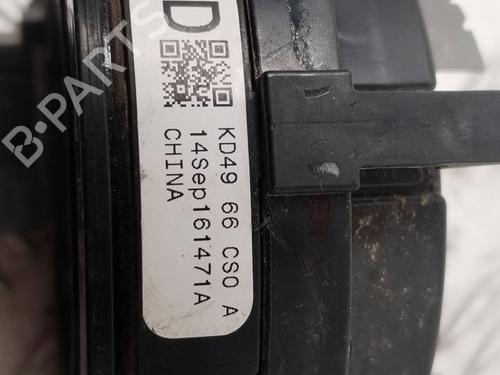 D
KD49 66 CS0 A
14Sep161471A
CHINA
B-PARTS